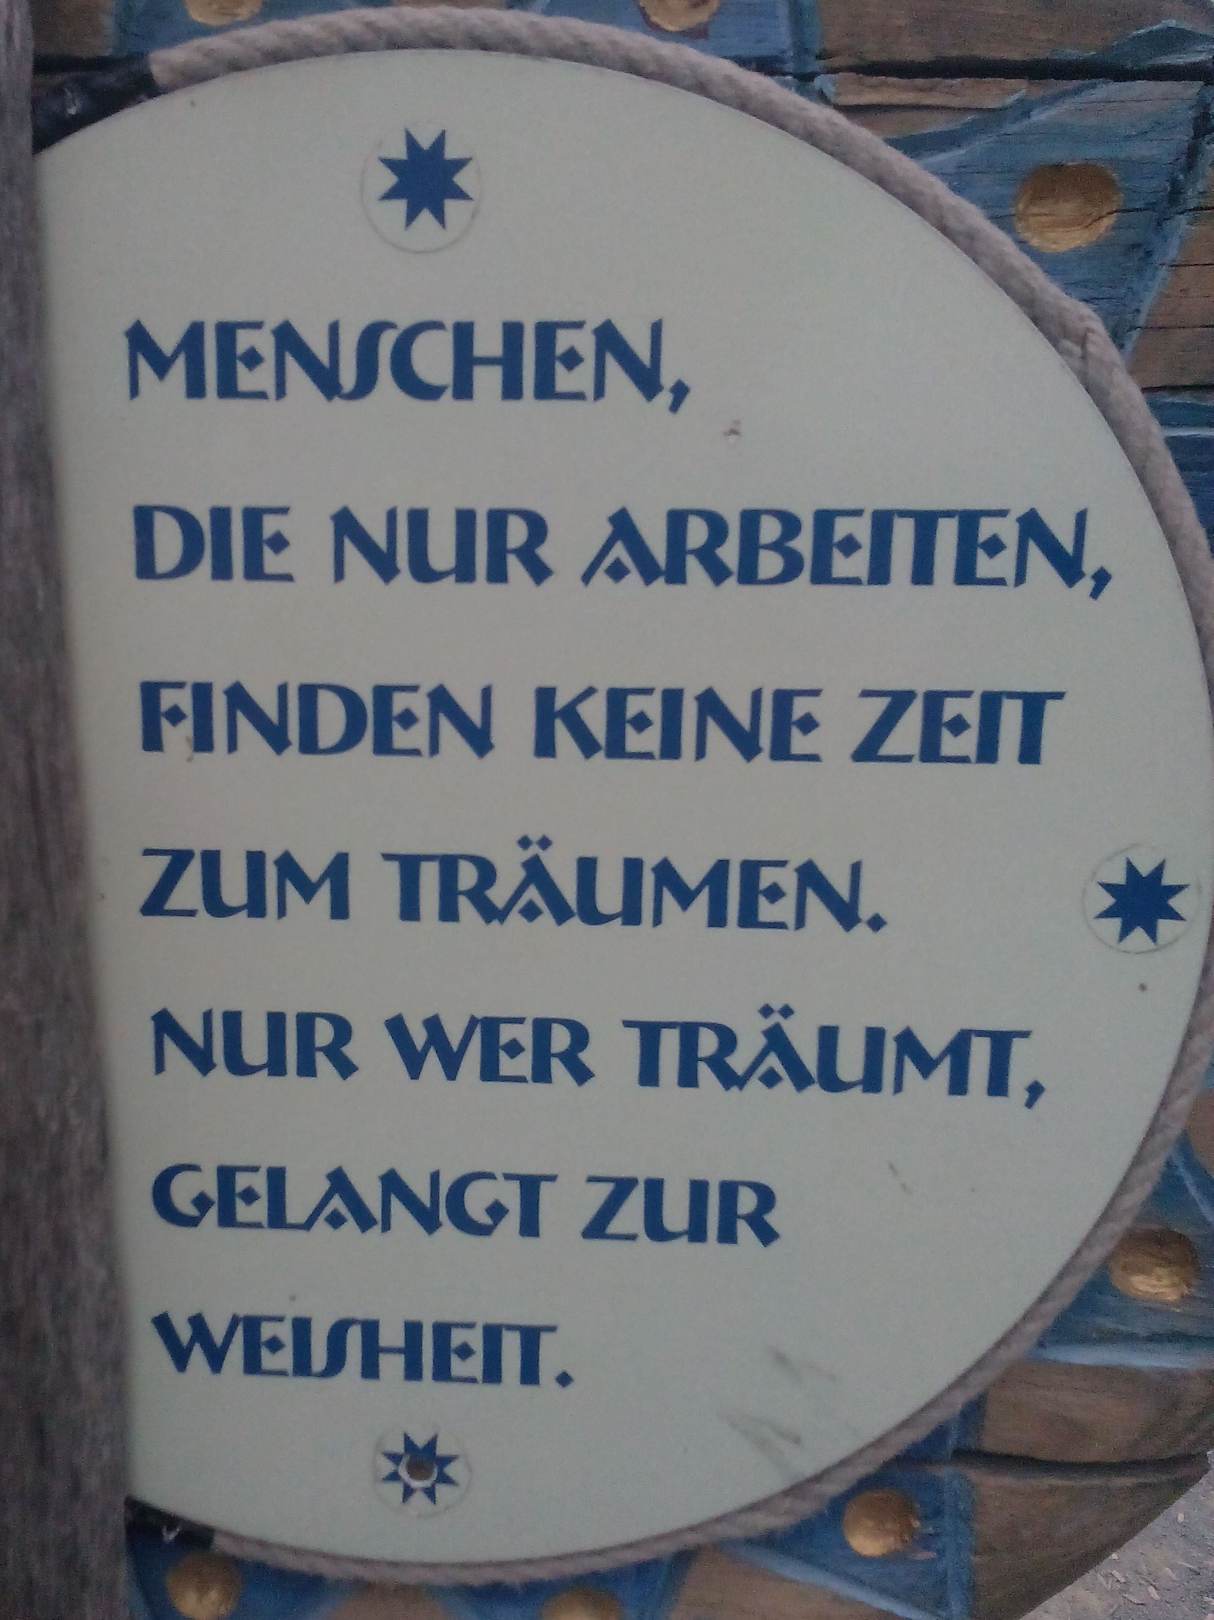 MENSCHEN,
DIE NUR ARBEITEN,
FINDEN KEINE ZEIT
ZUM TRÄUMEN.
NUR WER TRÄUMT,
GELANGT ZUR
WEISHEIT.